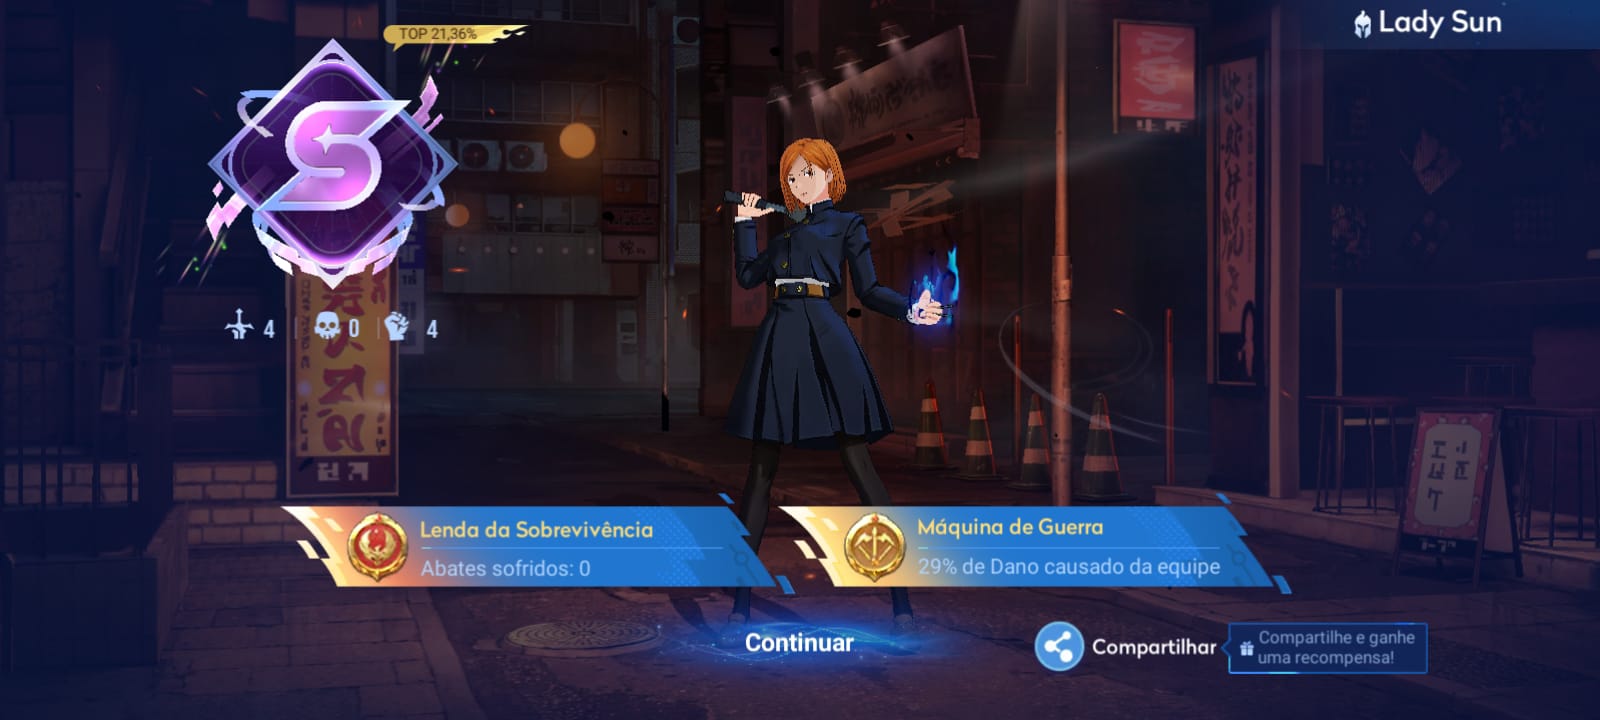 TOP 21,36%
Lady Sun
S
4 0 4
Lenda da Sobrevivência
Abates sofridos: 0
Máquina de Guerra
29% de Dano causado da equipe
Continuar
Compartilhar
Compartilhe e ganhe
uma recompensa!